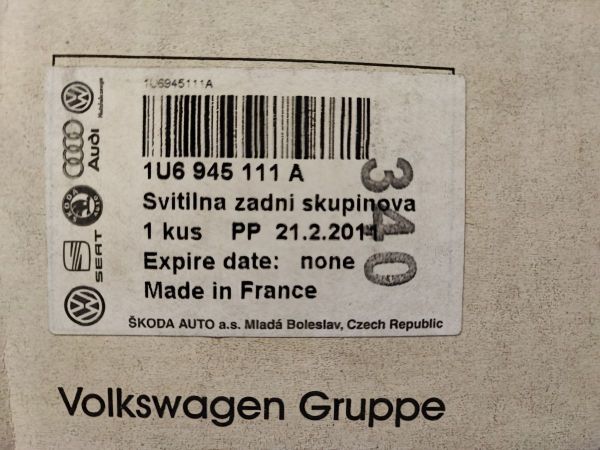 1U6945111A
1U6 945 111 A
Svitilna zadni skupinova
1 kus PP 21.2.2011
Expire date: none
Made in France
340
ŠKODA AUTO a.s. Mladá Boleslav, Czech Republic
Audi
ŠKODA
SEAT
Volkswagen Gruppe